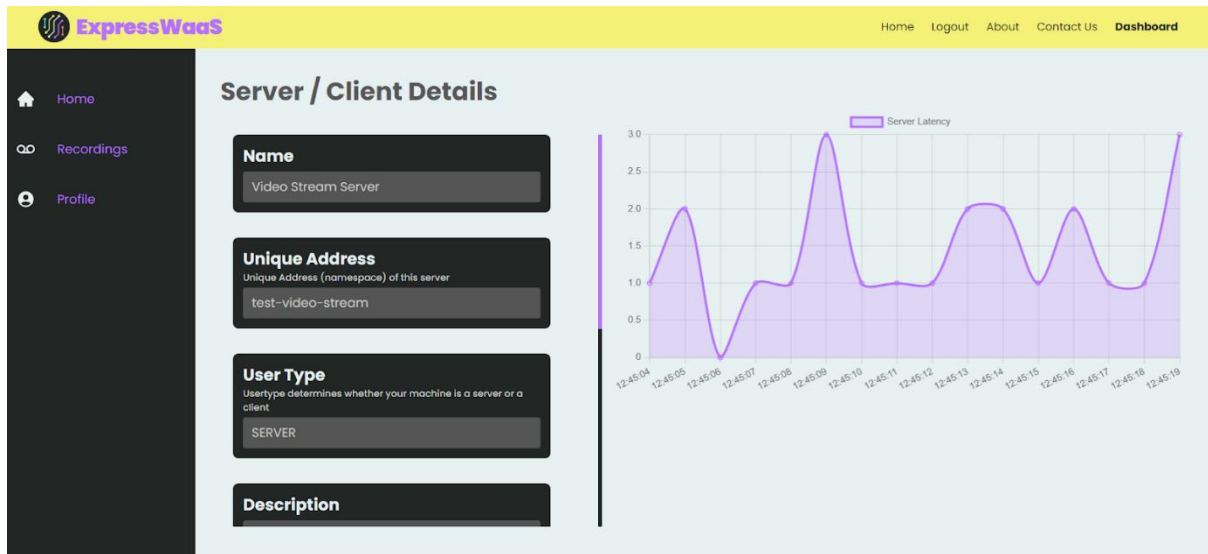 ExpressWaaS
Home Logout About Contact Us Dashboard
Home
Recordings
Profile
Server / Client Details
Name
Video Stream Server
Unique Address
Unique Address (namespace) of this server
test-video-stream
User Type
Usertype determines whether your machine is a server or a
client
SERVER
Description
Server Latency
3.0
2.5
2.0
1.5
1.0
0.5
0
12:45:04 12:45:05 12:45:06 12:45:07 12:45:08 12:45:09 12:45:10 12:45:11 12:45:12 12:45:13 12:45:14 12:45:15 12:45:16 12:45:17 12:45:18 12:45:19